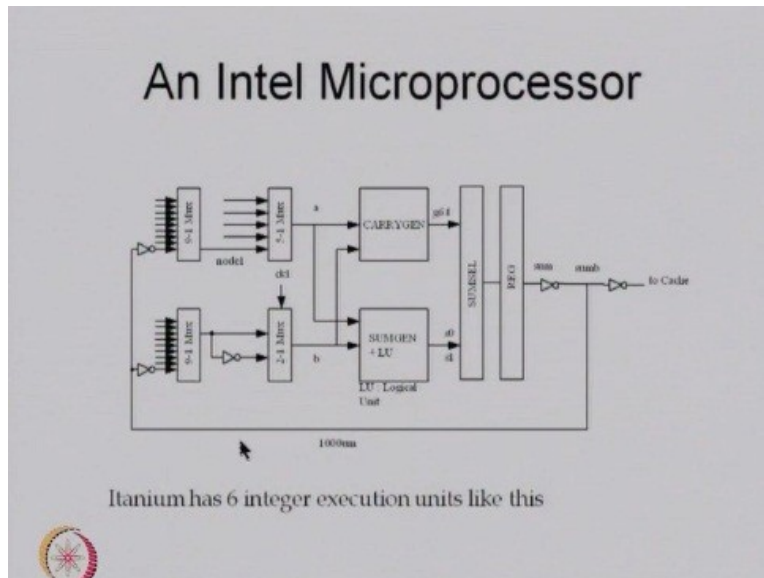 An Intel Microprocessor
9-1 Mux
5-1 Mux
a
CARRYGEN
g64
node1
SUMSEL
REG
sum
sumb
to Cache
9-1 Mux
2-1 Mux
b
SUMGEN
+ LU
s0
s1
LU : Logical
Unit
1000um
Itanium has 6 integer execution units like this